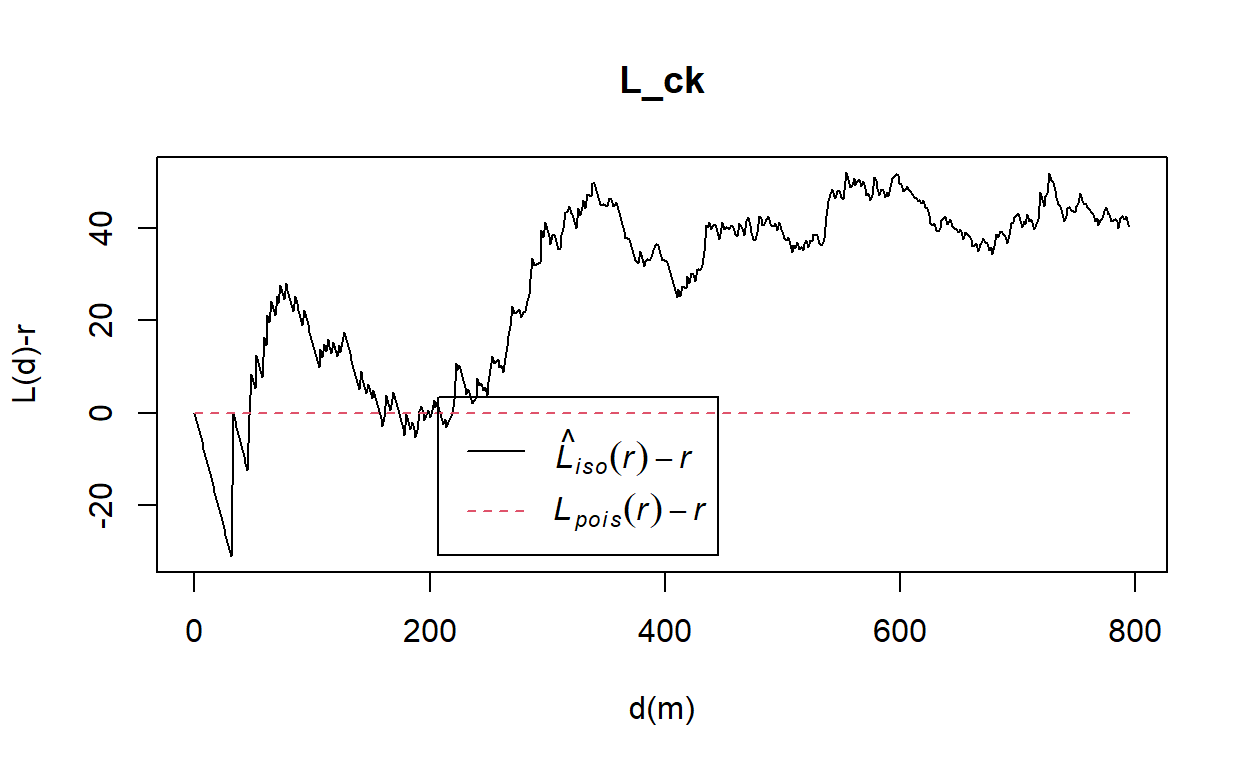 L_ck
L(d)-r
40
20
0
-20
L̂iso(r) – r
Lpois(r) – r
0 200 400 600 800
d(m)